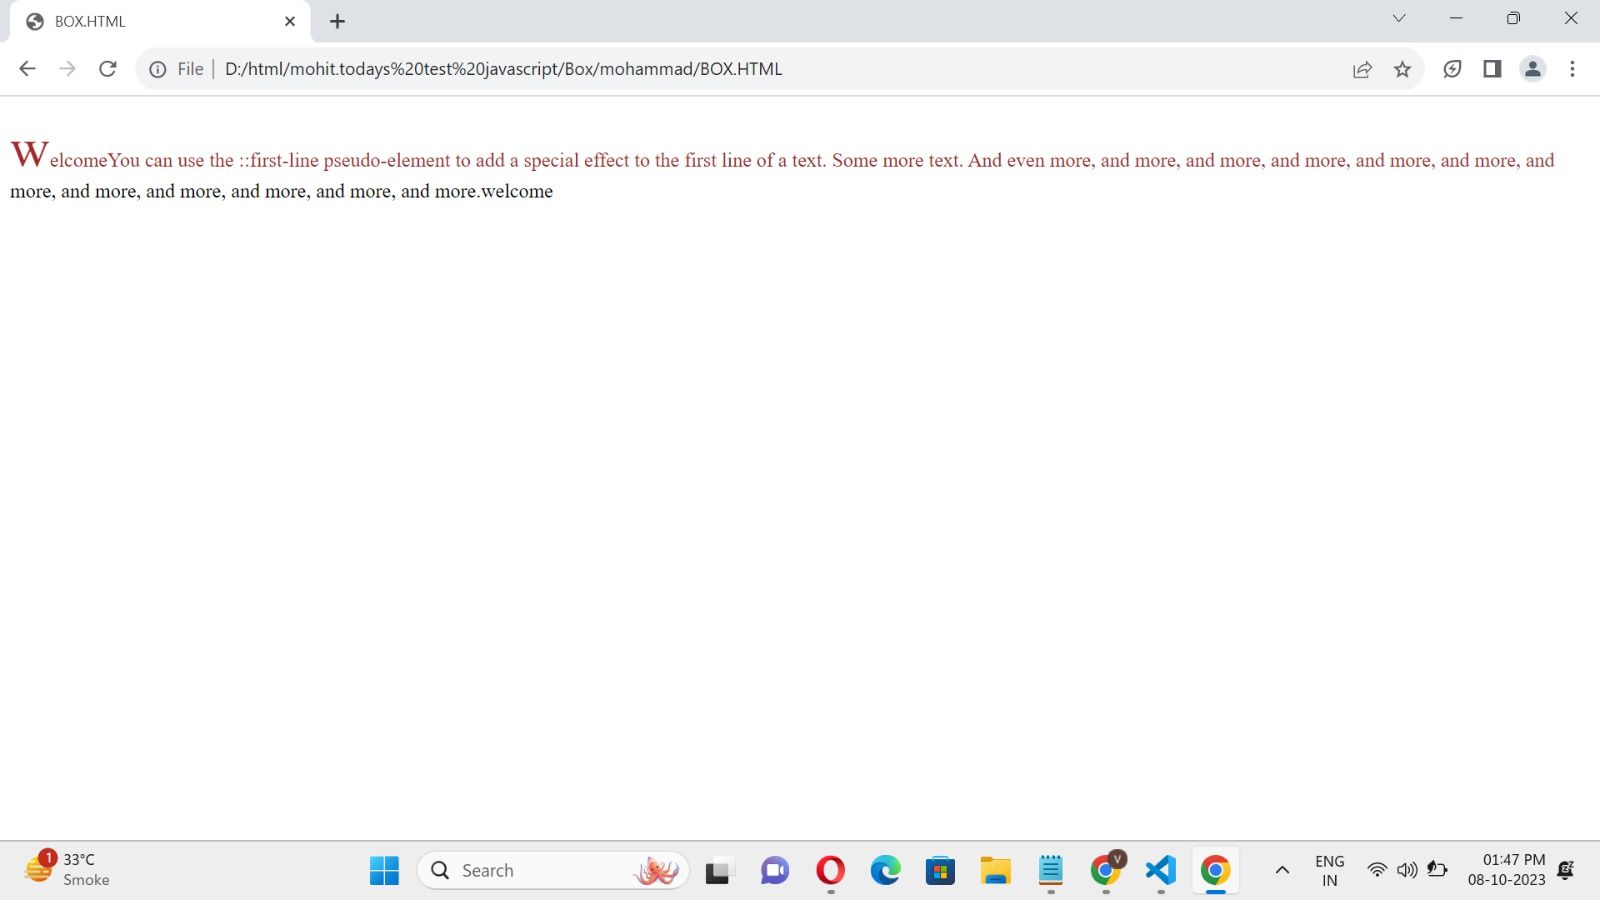 BOX.HTML
File D:/html/mohit.todays%20test%20javascript/Box/mohammad/BOX.HTML
WelcomeYou can use the ::first-line pseudo-element to add a special effect to the first line of a text. Some more text. And even more, and more, and more, and more, and more, and more, and
more, and more, and more, and more, and more, and more.welcome
1
33°C
Smoke
Search
V
ENG
IN
01:47 PM
08-10-2023